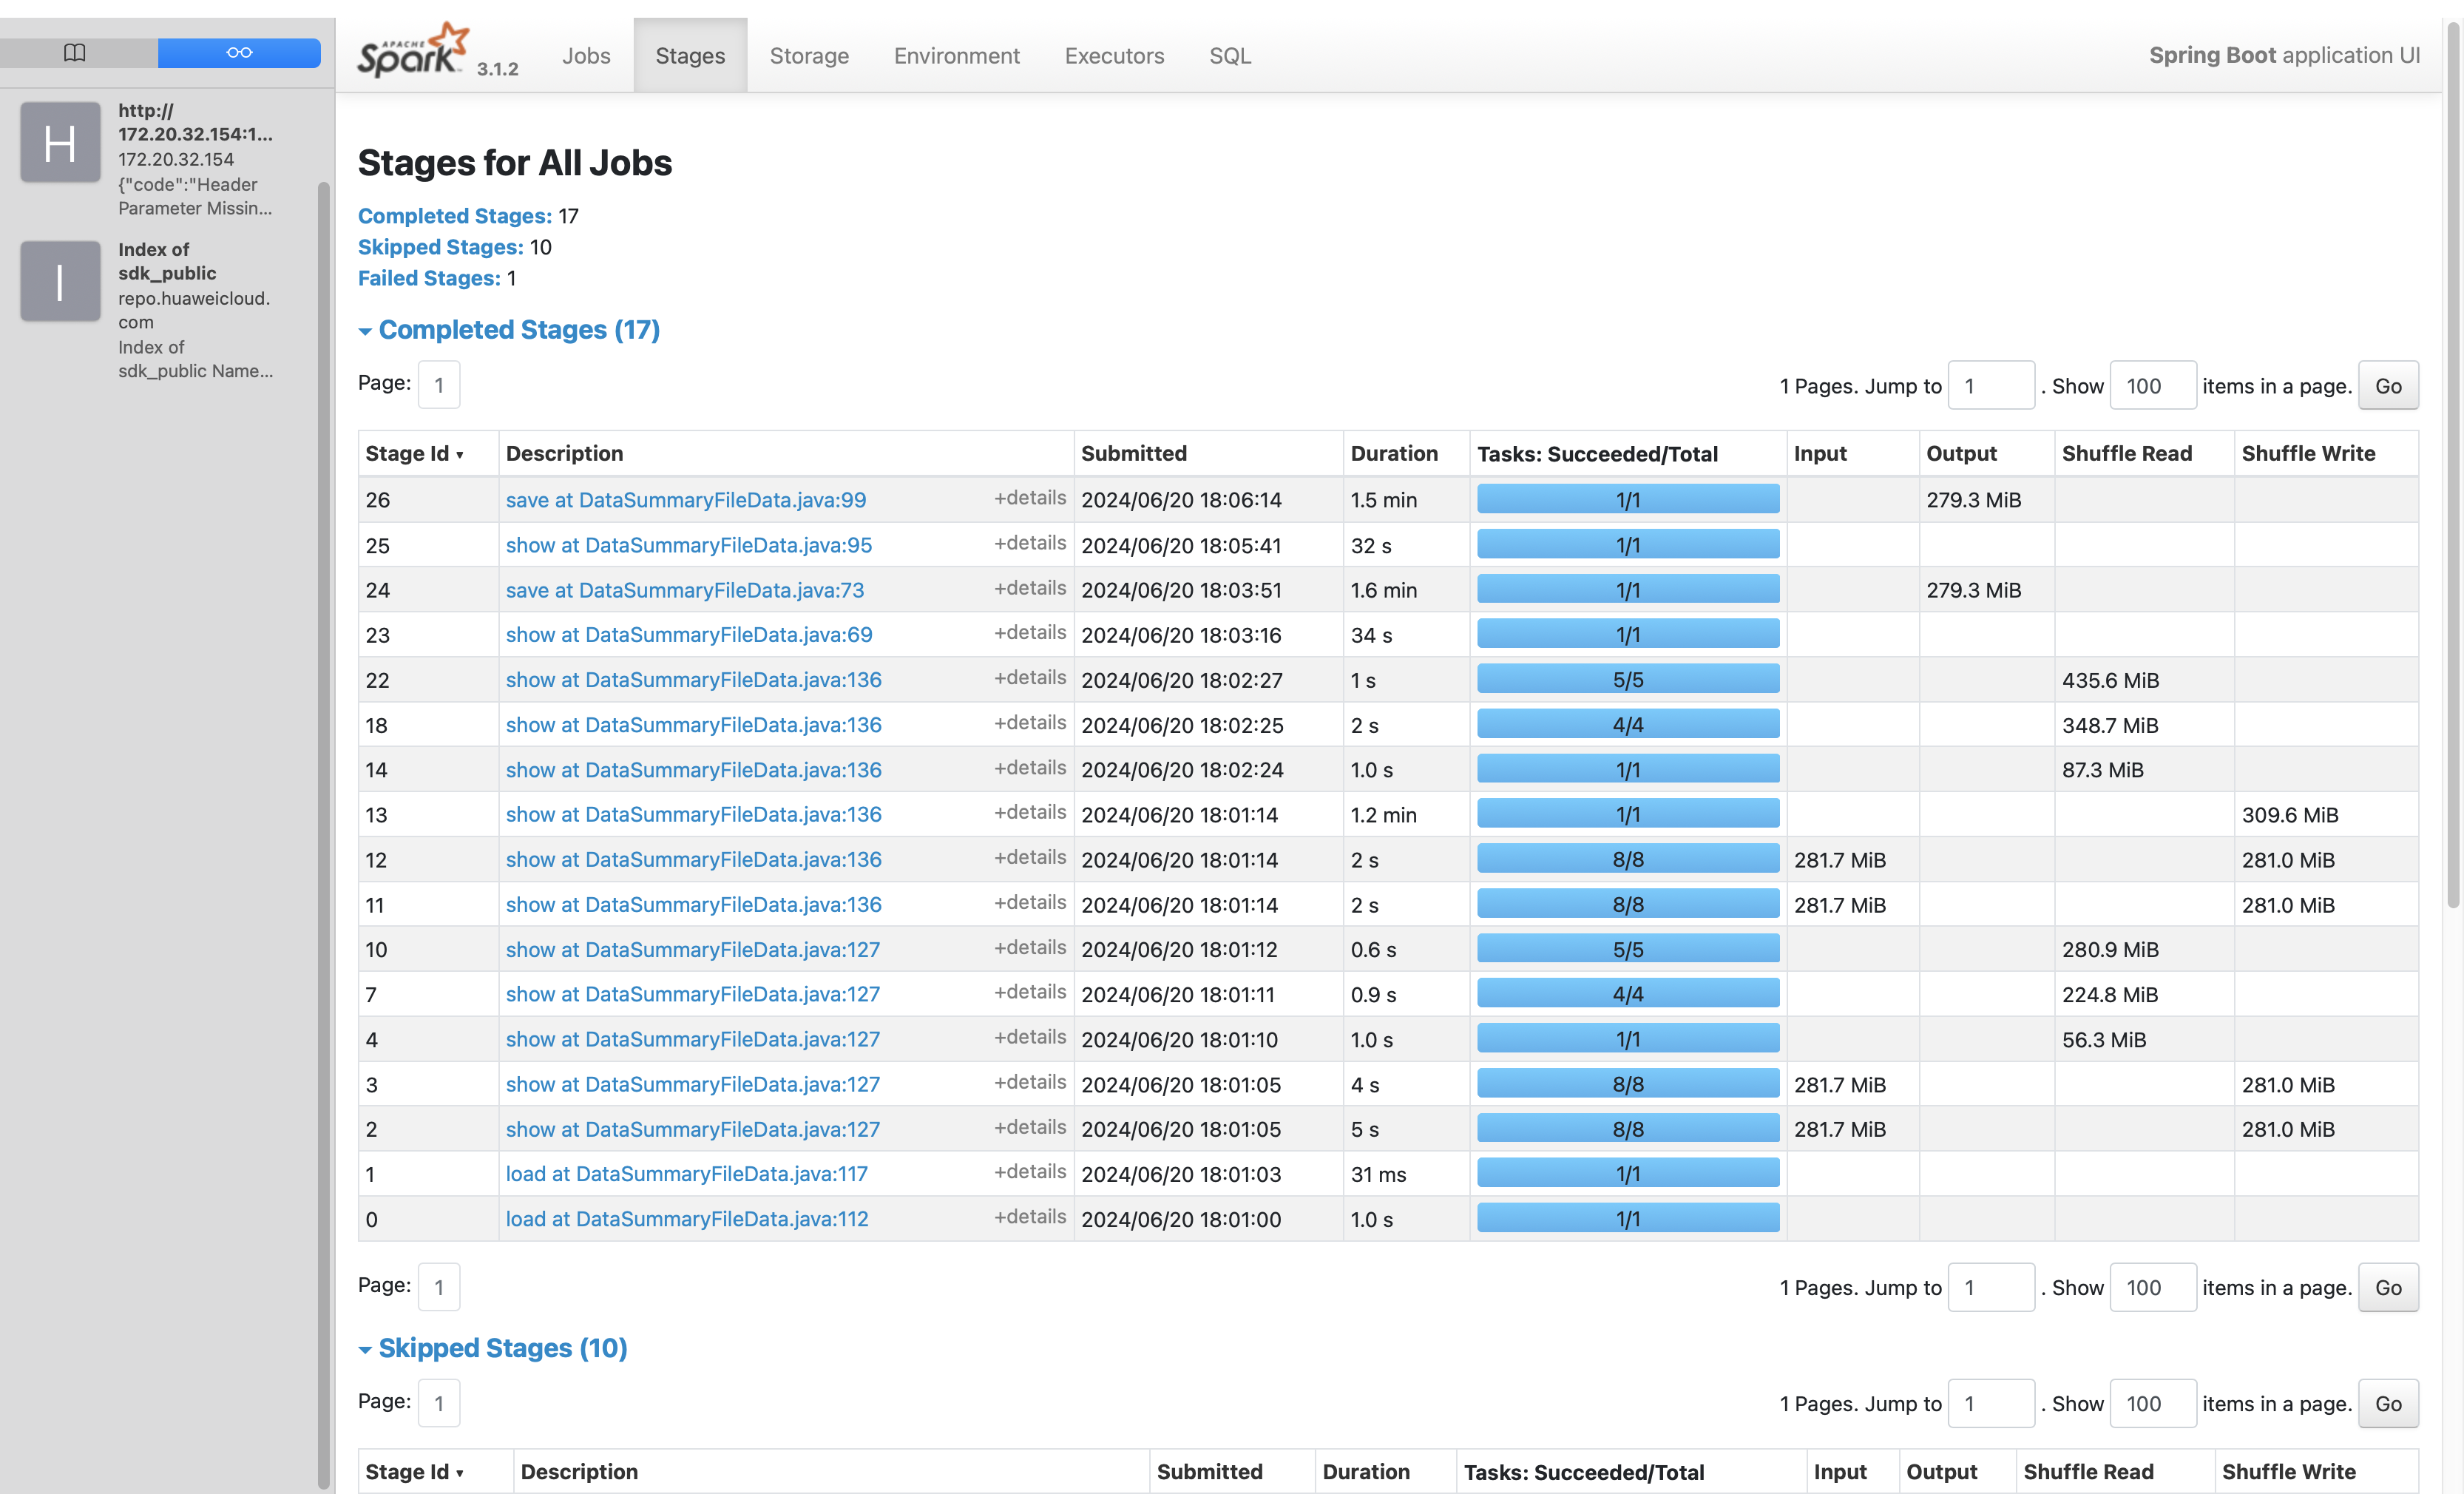 H
http://
172.20.32.154:1...
172.20.32.154
{"code":"Header
Parameter Missin...
I
Index of
sdk_public
repo.huaweicloud.
com
Index of
sdk_public Name...
APACHE Spark 3.1.2 Jobs Stages Storage Environment Executors SQL Spring Boot application UI
Stages for All Jobs
Completed Stages: 17
Skipped Stages: 10
Failed Stages: 1
Completed Stages (17)
Page: 1 1 Pages. Jump to 1 . Show 100 items in a page. Go
Stage Id ▾ Description Submitted Duration Tasks: Succeeded/Total Input Output Shuffle Read Shuffle Write
26 save at DataSummaryFileData.java:99 +details 2024/06/20 18:06:14 1.5 min 1/1 279.3 MiB
25 show at DataSummaryFileData.java:95 +details 2024/06/20 18:05:41 32 s 1/1
24 save at DataSummaryFileData.java:73 +details 2024/06/20 18:03:51 1.6 min 1/1 279.3 MiB
23 show at DataSummaryFileData.java:69 +details 2024/06/20 18:03:16 34 s 1/1
22 show at DataSummaryFileData.java:136 +details 2024/06/20 18:02:27 1 s 5/5 435.6 MiB
18 show at DataSummaryFileData.java:136 +details 2024/06/20 18:02:25 2 s 4/4 348.7 MiB
14 show at DataSummaryFileData.java:136 +details 2024/06/20 18:02:24 1.0 s 1/1 87.3 MiB
13 show at DataSummaryFileData.java:136 +details 2024/06/20 18:01:14 1.2 min 1/1 309.6 MiB
12 show at DataSummaryFileData.java:136 +details 2024/06/20 18:01:14 2 s 8/8 281.7 MiB 281.0 MiB
11 show at DataSummaryFileData.java:136 +details 2024/06/20 18:01:14 2 s 8/8 281.7 MiB 281.0 MiB
10 show at DataSummaryFileData.java:127 +details 2024/06/20 18:01:12 0.6 s 5/5 280.9 MiB
7 show at DataSummaryFileData.java:127 +details 2024/06/20 18:01:11 0.9 s 4/4 224.8 MiB
4 show at DataSummaryFileData.java:127 +details 2024/06/20 18:01:10 1.0 s 1/1 56.3 MiB
3 show at DataSummaryFileData.java:127 +details 2024/06/20 18:01:05 4 s 8/8 281.7 MiB 281.0 MiB
2 show at DataSummaryFileData.java:127 +details 2024/06/20 18:01:05 5 s 8/8 281.7 MiB 281.0 MiB
1 load at DataSummaryFileData.java:117 +details 2024/06/20 18:01:03 31 ms 1/1
0 load at DataSummaryFileData.java:112 +details 2024/06/20 18:01:00 1.0 s 1/1
Page: 1 1 Pages. Jump to 1 . Show 100 items in a page. Go
Skipped Stages (10)
Page: 1 1 Pages. Jump to 1 . Show 100 items in a page. Go
Stage Id ▾ Description Submitted Duration Tasks: Succeeded/Total Input Output Shuffle Read Shuffle Write